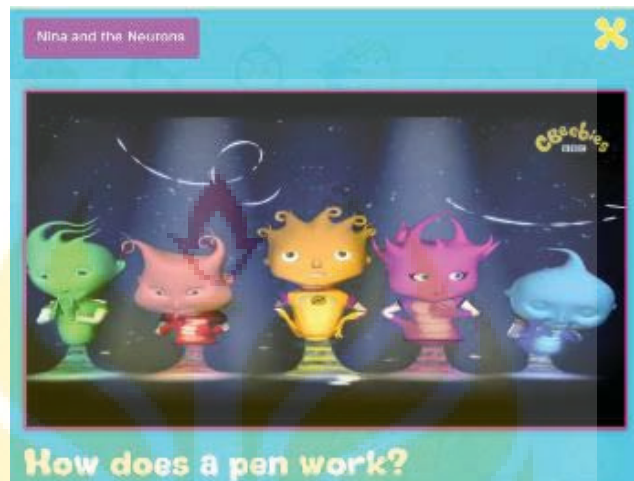 Nina and the Neurons
CBeebies
BBC
How does a pen work?